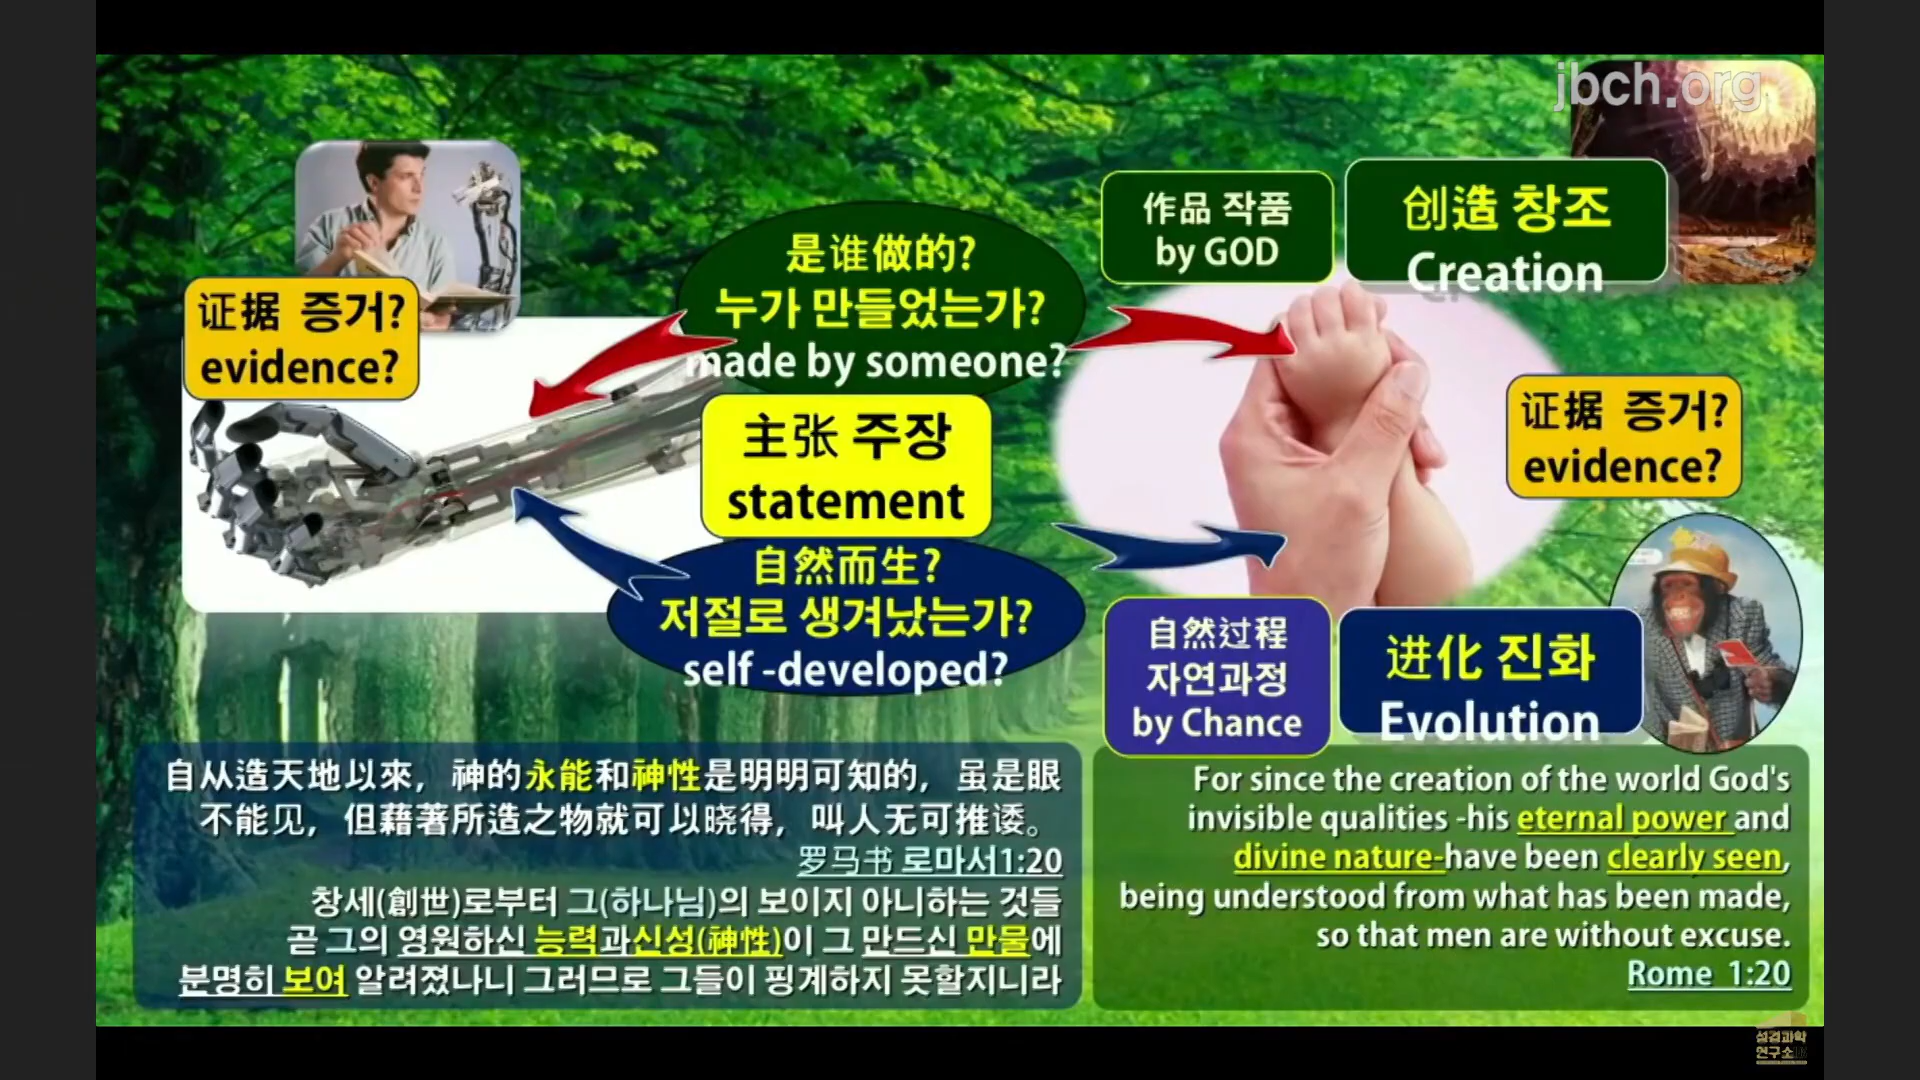 jbch.org
作品 작품
by GOD
创造 창조
Creation
是谁做的?
누가 만들었는가?
made by someone?
证据 증거?
evidence?
主张 주장
statement
证据 증거?
evidence?
自然而生?
저절로 생겨났는가?
self -developed?
自然过程
자연과정
by Chance
进化 진화
Evolution
自从造天地以來，神的永能和神性是明明可知的，虽是眼
不能见，但藉著所造之物就可以晓得，叫人无可推诿。
罗马书 로마서1:20
창세(創世)로부터 그(하나님)의 보이지 아니하는 것들
곧 그의 영원하신 능력과신성(神性)이 그 만드신 만물에
분명히 보여 알려졌나니 그러므로 그들이 핑계하지 못할지니라
For since the creation of the world God's
invisible qualities -his eternal power and
divine nature-have been clearly seen,
being understood from what has been made,
so that men are without excuse.
Rome 1:20
성경과학
연구소